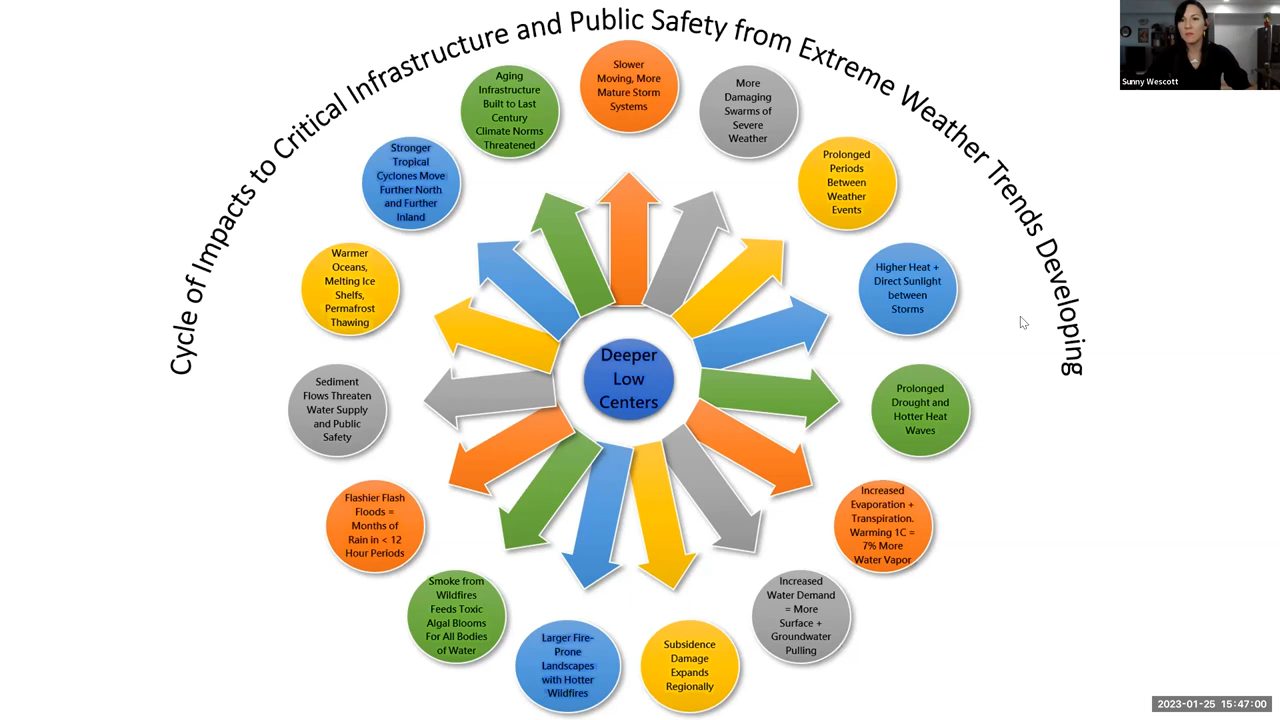 Cycle of Impacts to Critical Infrastructure and Public Safety from Extreme Weather Trends Developing
Sunny Wescott
Slower
Moving, More
Mature Storm
Systems
More
Damaging
Swarms of
Severe
Weather
Prolonged
Periods
Between
Weather
Events
Higher Heat +
Direct Sunlight
between
Storms
Prolonged
Drought and
Hotter Heat
Waves
Increased
Evaporation +
Transpiration.
Warming 1C =
7% More
Water Vapor
Increased
Water Demand
= More
Surface +
Groundwater
Pulling
Subsidence
Damage
Expands
Regionally
Larger Fire-
Prone
Landscapes
with Hotter
Wildfires
Smoke from
Wildfires
Feeds Toxic
Algal Blooms
For All Bodies
of Water
Flashier Flash
Floods =
Months of
Rain in < 12
Hour Periods
Sediment
Flows Threaten
Water Supply
and Public
Safety
Warmer
Oceans,
Melting Ice
Shelfs,
Permafrost
Thawing
Stronger
Tropical
Cyclones Move
Further North
and Further
Inland
Aging
Infrastructure
Built to Last
Century
Climate Norms
Threatened
Deeper
Low
Centers
2023-01-25 15:47:00